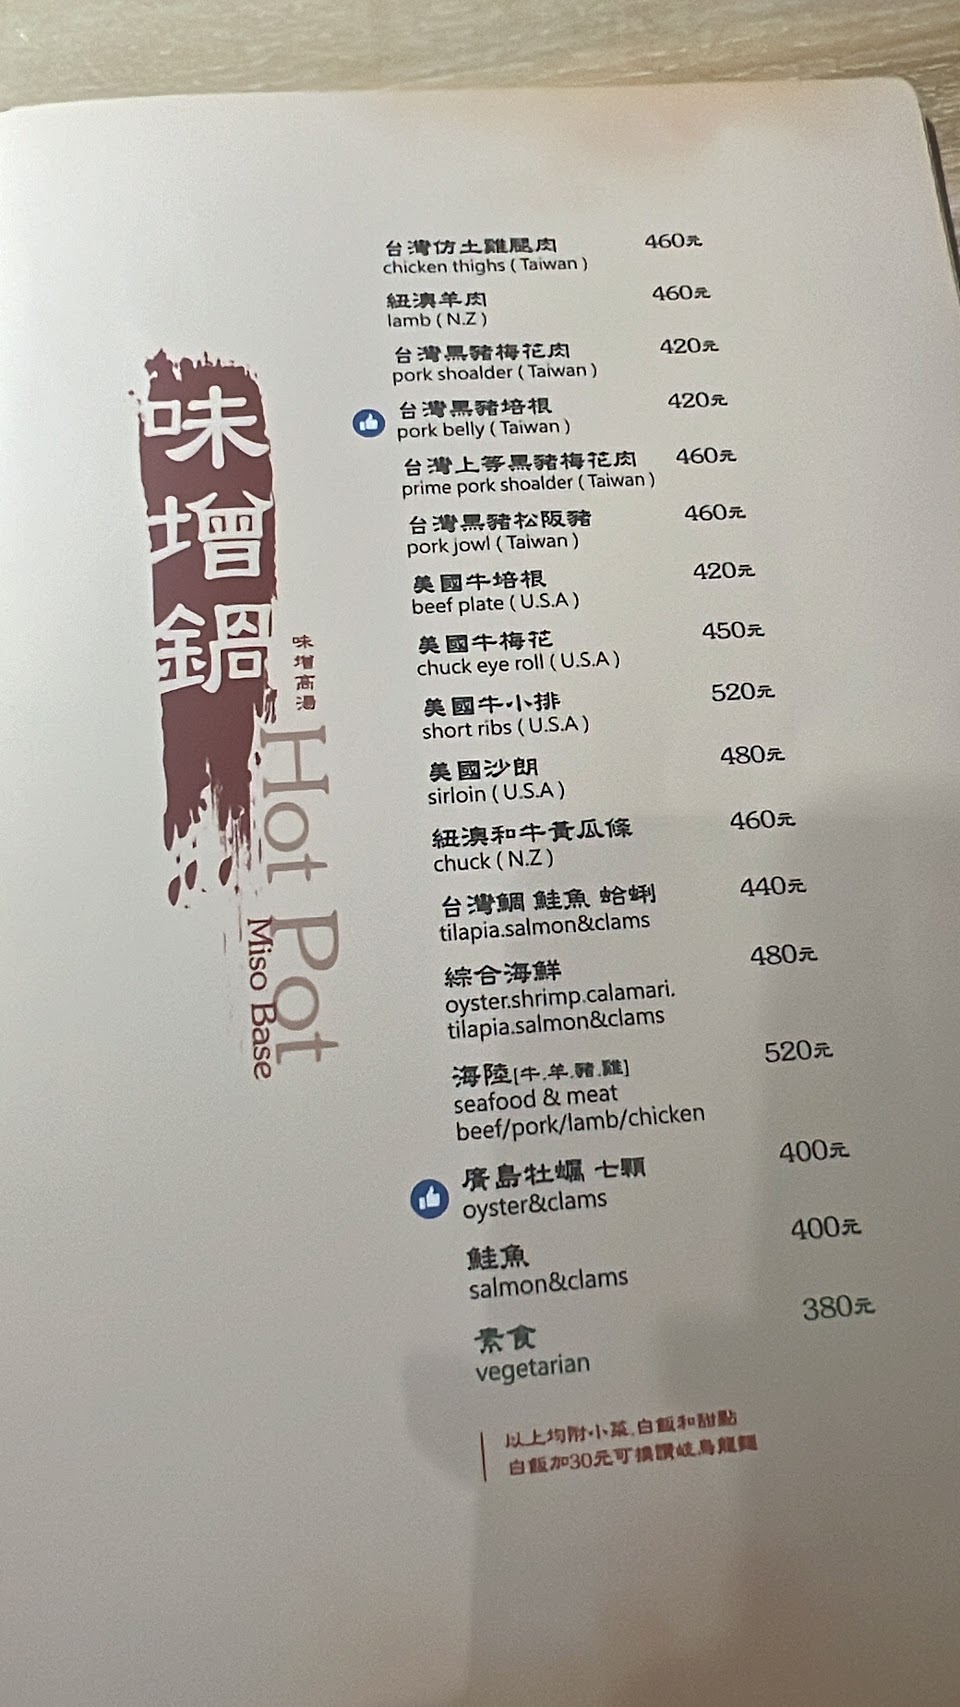 味增鍋
味增高湯
Hot Pot
Miso Base
台灣仿土雞腿肉 460元
chicken thighs ( Taiwan )
紐澳羊肉 460元
lamb ( N.Z )
台灣黑豬梅花肉 420元
pork shoalder ( Taiwan )
台灣黑豬培根 420元
pork belly ( Taiwan )
台灣上等黑豬梅花肉 460元
prime pork shoalder ( Taiwan )
台灣黑豬松阪豬 460元
pork jowl ( Taiwan )
美國牛培根 420元
beef plate ( U.S.A )
美國牛梅花 450元
chuck eye roll ( U.S.A )
美國牛小排 520元
short ribs ( U.S.A )
美國沙朗 480元
sirloin ( U.S.A )
紐澳和牛黃瓜條 460元
chuck ( N.Z )
台灣鯛 鮭魚 蛤蜊 440元
tilapia.salmon&clams
綜合海鮮 480元
oyster.shrimp.calamari.
tilapia.salmon&clams
海陸[牛.羊.豬.雞] 520元
seafood & meat
beef/pork/lamb/chicken
廣島牡蠣 七顆 400元
oyster&clams
鮭魚 400元
salmon&clams
素食 380元
vegetarian
以上均附小菜.白飯和甜點
白飯加30元可換讚岐烏龍麵